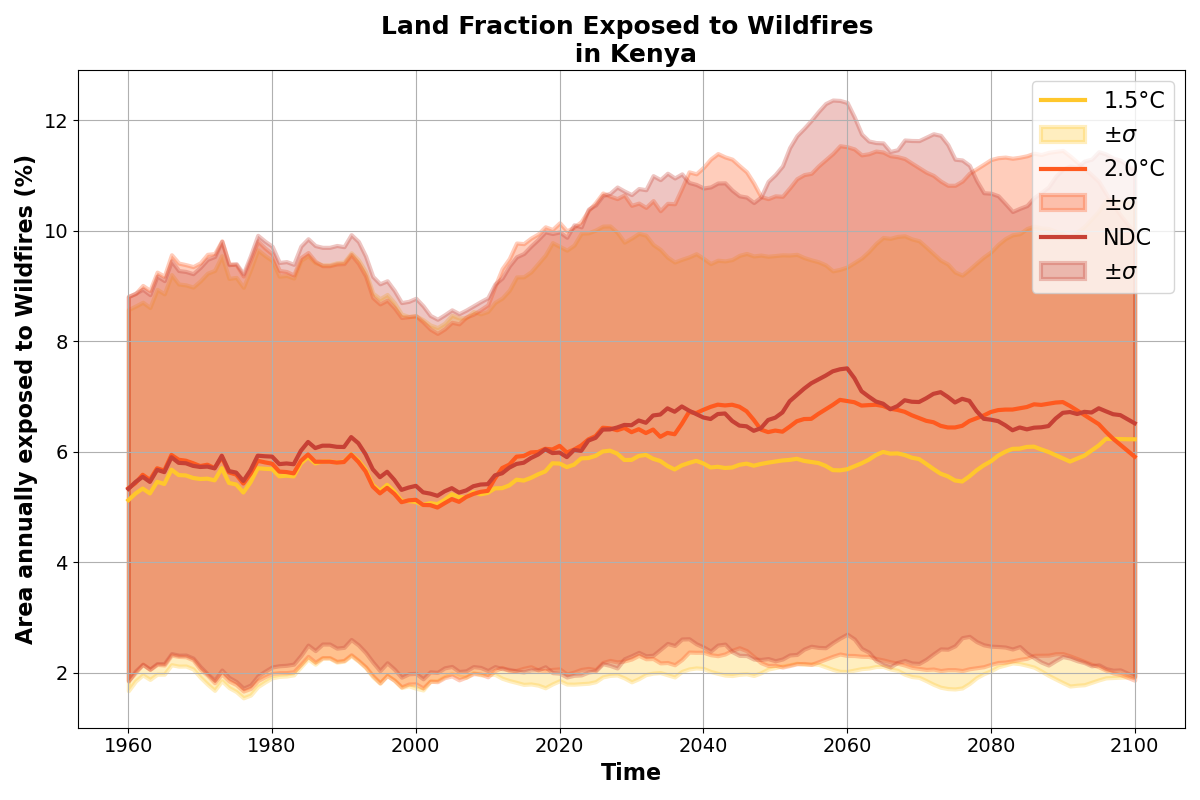 Land Fraction Exposed to Wildfires
in Kenya
Area annually exposed to Wildfires (%)
12
10
8
6
4
2
1.5°C
±σ
2.0°C
±σ
NDC
±σ
1960
1980
2000
2020
2040
2060
2080
2100
Time